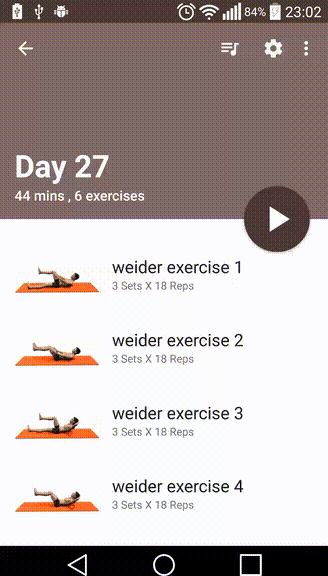 84% 23:02
Day 27
44 mins , 6 exercises
weider exercise 1
3 Sets X 18 Reps
weider exercise 2
3 Sets X 18 Reps
weider exercise 3
3 Sets X 18 Reps
weider exercise 4
3 Sets X 18 Reps